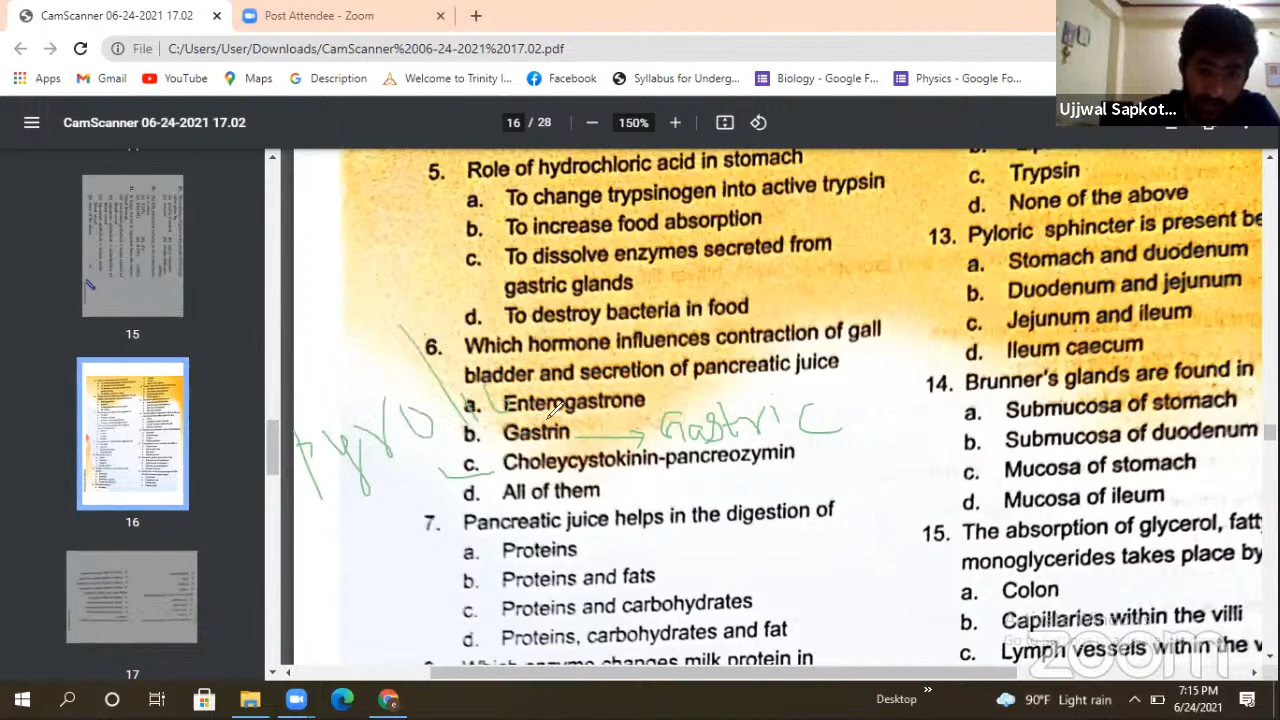 CamScanner 06-24-2021 17.02
Post Attendee - Zoom
File C:/Users/User/Downloads/CamScanner%2006-24-2021%2017.02.pdf
Apps Gmail YouTube Maps Description Welcome to Trinity I... Facebook Syllabus for Underg... Biology - Google F... Physics - Google Fo...
Ujjwal Sapkot...
CamScanner 06-24-2021 17.02
16 / 28
150%
15
16
17
5. Role of hydrochloric acid in stomach
a. To change trypsinogen into active trypsin
b. To increase food absorption
c. To dissolve enzymes secreted from
gastric glands
d. To destroy bacteria in food
6. Which hormone influences contraction of gall
bladder and secretion of pancreatic juice
a. Enterogastrone
b. Gastrin
Gastric
c. Choleycystokinin-pancreozymin
d. All of them
7. Pancreatic juice helps in the digestion of
a. Proteins
b. Proteins and fats
c. Proteins and carbohydrates
d. Proteins, carbohydrates and fat
Which enzyme changes milk protein in
c. Trypsin
d. None of the above
13. Pyloric sphincter is present be
a. Stomach and duodenum
b. Duodenum and jejunum
c. Jejunum and ileum
d. Ileum caecum
14. Brunner's glands are found in
a. Submucosa of stomach
b. Submucosa of duodenum
c. Mucosa of stomach
d. Mucosa of ileum
15. The absorption of glycerol, fatt
monoglycerides takes place by
a. Colon
b. Capillaries within the villi
c. Lymph vessels within the v
zoom
Desktop
90°F Light rain
7:15 PM
6/24/2021